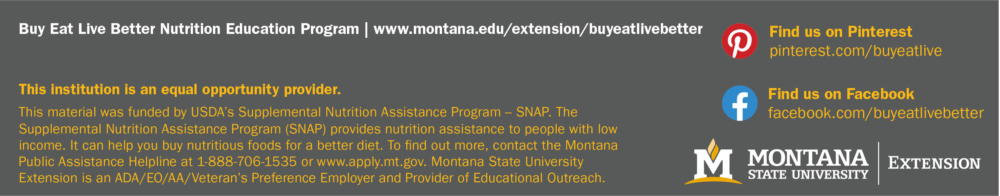 Buy Eat Live Better Nutrition Education Program | www.montana.edu/extension/buyeatlivebetter
This institution is an equal opportunity provider.
This material was funded by USDA’s Supplemental Nutrition Assistance Program – SNAP. The
Supplemental Nutrition Assistance Program (SNAP) provides nutrition assistance to people with low
income. It can help you buy nutritious foods for a better diet. To find out more, contact the Montana
Public Assistance Helpline at 1-888-706-1535 or www.apply.mt.gov. Montana State University
Extension is an ADA/EO/AA/Veteran’s Preference Employer and Provider of Educational Outreach.
Find us on Pinterest
pinterest.com/buyeatlive
Find us on Facebook
facebook.com/buyeatlivebetter
M
MONTANA
STATE UNIVERSITY
EXTENSION